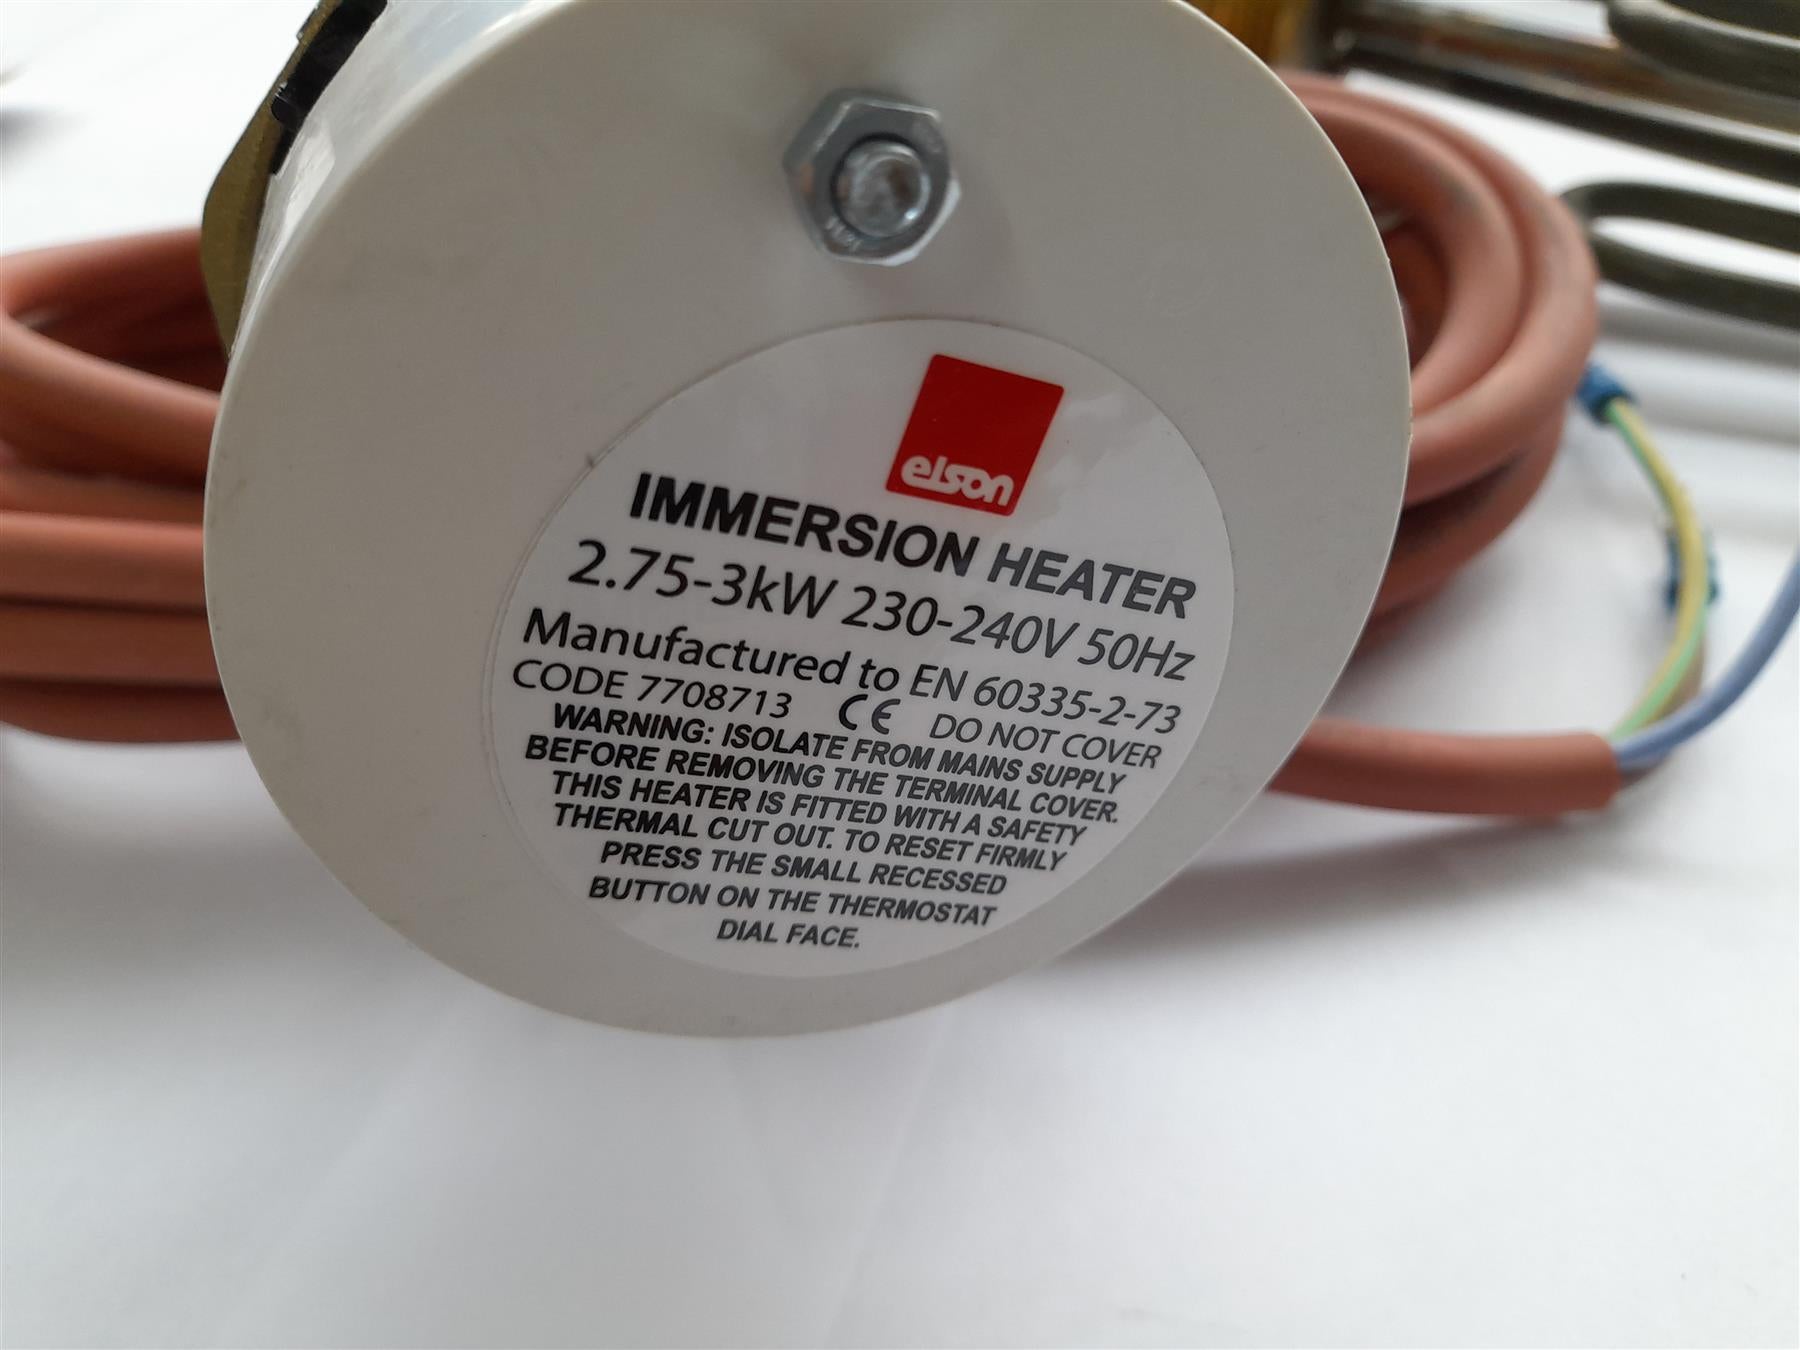 elson
IMMERSION HEATER
2.75-3kW 230-240V 50Hz
Manufactured to EN 60335-2-73
CODE 7708713 CE DO NOT COVER
WARNING: ISOLATE FROM MAINS SUPPLY
BEFORE REMOVING THE TERMINAL COVER.
THIS HEATER IS FITTED WITH A SAFETY
THERMAL CUT OUT. TO RESET FIRMLY
PRESS THE SMALL RECESSED
BUTTON ON THE THERMOSTAT
DIAL FACE.